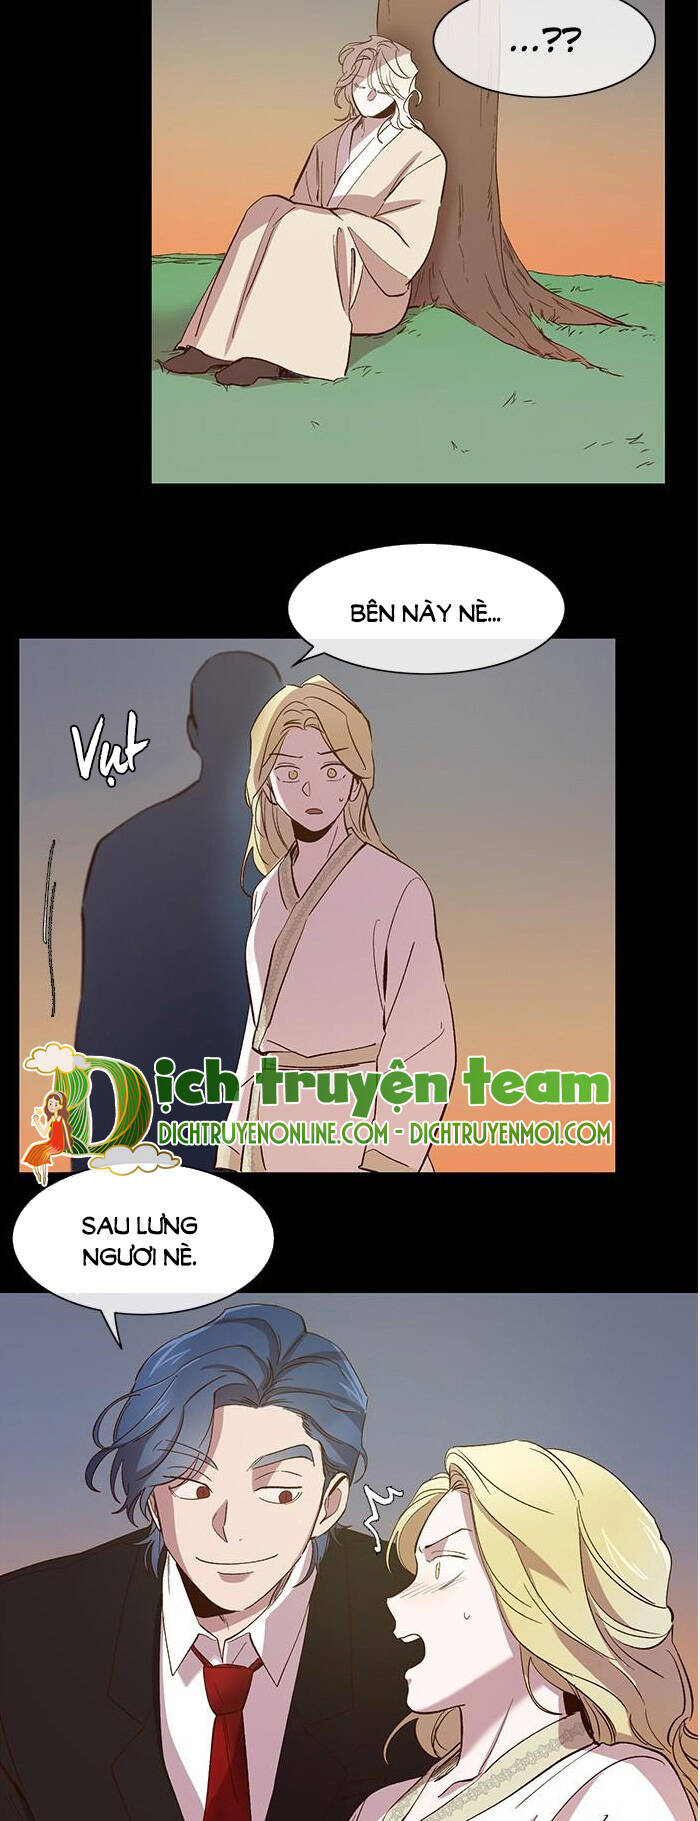 ...??
BÊN NÀY NÈ...
Vụt
Dịch truyện team
DICHTRUYENONLINE.COM - DICHTRUYENMOI.COM
SAU LƯNG
NGƯƠI NÈ.